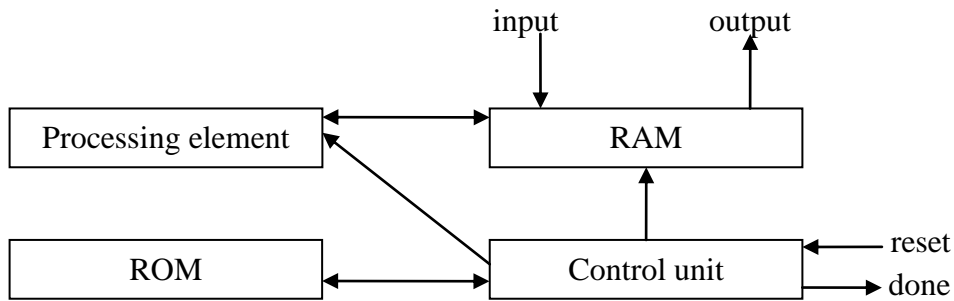 input
output
Processing element
RAM
ROM
Control unit
reset
done